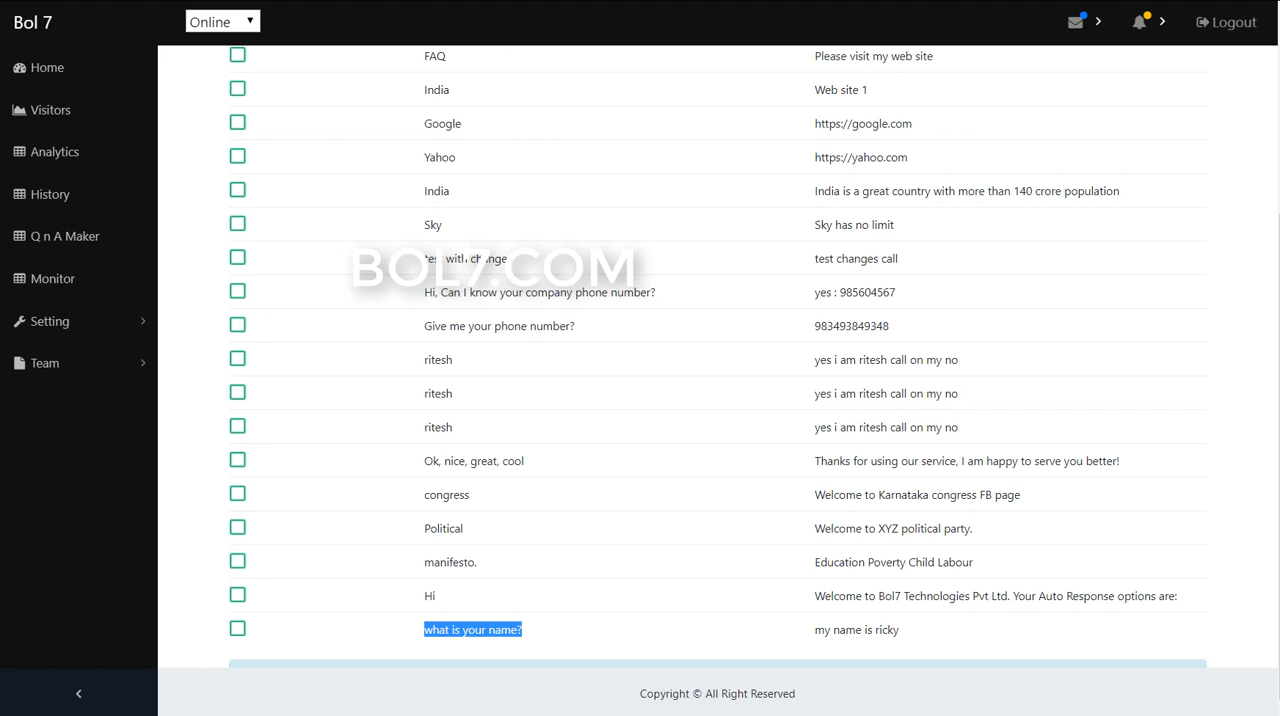 Bol 7
Online
Logout
Home
Visitors
Analytics
History
Q n A Maker
Monitor
Setting
Team
FAQ Please visit my web site
India Web site 1
Google https://google.com
Yahoo https://yahoo.com
India India is a great country with more than 140 crore population
Sky Sky has no limit
test with change test changes call
BOL7.COM
Hi, Can I know your company phone number? yes : 985604567
Give me your phone number? 983493849348
ritesh yes i am ritesh call on my no
ritesh yes i am ritesh call on my no
ritesh yes i am ritesh call on my no
Ok, nice, great, cool Thanks for using our service, I am happy to serve you better!
congress Welcome to Karnataka congress FB page
Political Welcome to XYZ political party.
manifesto. Education Poverty Child Labour
Hi Welcome to Bol7 Technologies Pvt Ltd. Your Auto Response options are:
what is your name? my name is ricky
Copyright © All Right Reserved